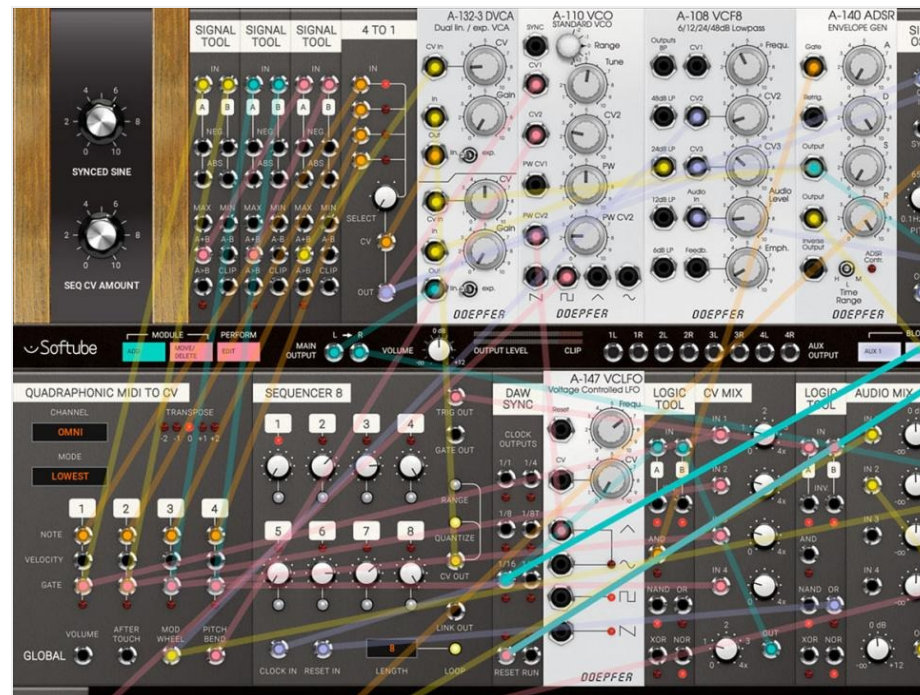 SIGNAL TOOL
SIGNAL TOOL
SIGNAL TOOL
4 TO 1
A-132-3 DVCA
Dual lin. / exp. VCA
A-110 VCO
STANDARD VCO
A-108 VCF8
6/12/24/48dB Lowpass
A-140 ADSR
ENVELOPE GEN
IN
IN
IN
IN
A B
A B
A B
NEG
NEG
NEG
ABS
ABS
ABS
MAX MIN
MAX MIN
MAX MIN
A+B A-B
A+B A-B
A+B A-B
A>B CLIP
A>B CLIP
A>B CLIP
SELECT
CV
OUT
SYNCED SINE
SEQ CV AMOUNT
CV In
CV
Gain
In
Out
lin. exp.
CV
CV In
Gain
In
Out
lin. exp.
SYNC
Range
CV1
Tune
CV2
CV2
PW CV1
PW
PW CV2
PW CV2
Outputs
BP
CV1
Frequ.
48dB LP
CV2
CV2
24dB LP
CV3
CV3
12dB LP
Audio In
Audio Level
6dB LP
Feedb.
Emph.
Gate
A
Retrig.
D
Output
S
Output
R
Inverse Output
ADSR Contr.
H M
L
Time Range
DOEPFER
DOEPFER
DOEPFER
DOEPFER
Softube
MODULE
PERFORM
ADD
MOVE/ DELETE
EDIT
MAIN OUTPUT
L → R
VOLUME
0 dB
-∞ +12
OUTPUT LEVEL
CLIP
1L 1R 2L 2R 3L 3R 4L 4R
AUX OUTPUT
AUX 1
QUADRAPHONIC MIDI TO CV
CHANNEL
OMNI
MODE
LOWEST
TRANSPOSE
-2 -1 0 +1 +2
1 2 3 4
NOTE
VELOCITY
GATE
VOLUME
AFTER TOUCH
MOD WHEEL
PITCH BEND
GLOBAL
SEQUENCER 8
1 2 3 4
5 6 7 8
TRIG OUT
GATE OUT
RANGE
QUANTIZE
CV OUT
LINK OUT
CLOCK IN
RESET IN
8
LENGTH
LOOP
DAW SYNC
CLOCK OUTPUTS
1/1 1/4
1/8 1/8T
1/16
RESET RUN
A-147 VCLFO
Voltage Controlled LFO
Reset
Frequ.
CV
CV
DOEPFER
LOGIC TOOL
IN
A B
INV.
AND
NAND OR
XOR NOR
CV MIX
IN 1
IN 2
IN 3
IN 4
OUT
LOGIC TOOL
IN
A B
INV.
AND
NAND OR
XOR NOR
AUDIO MIX
IN 2
IN 3
IN 4
0 dB
-∞ +12